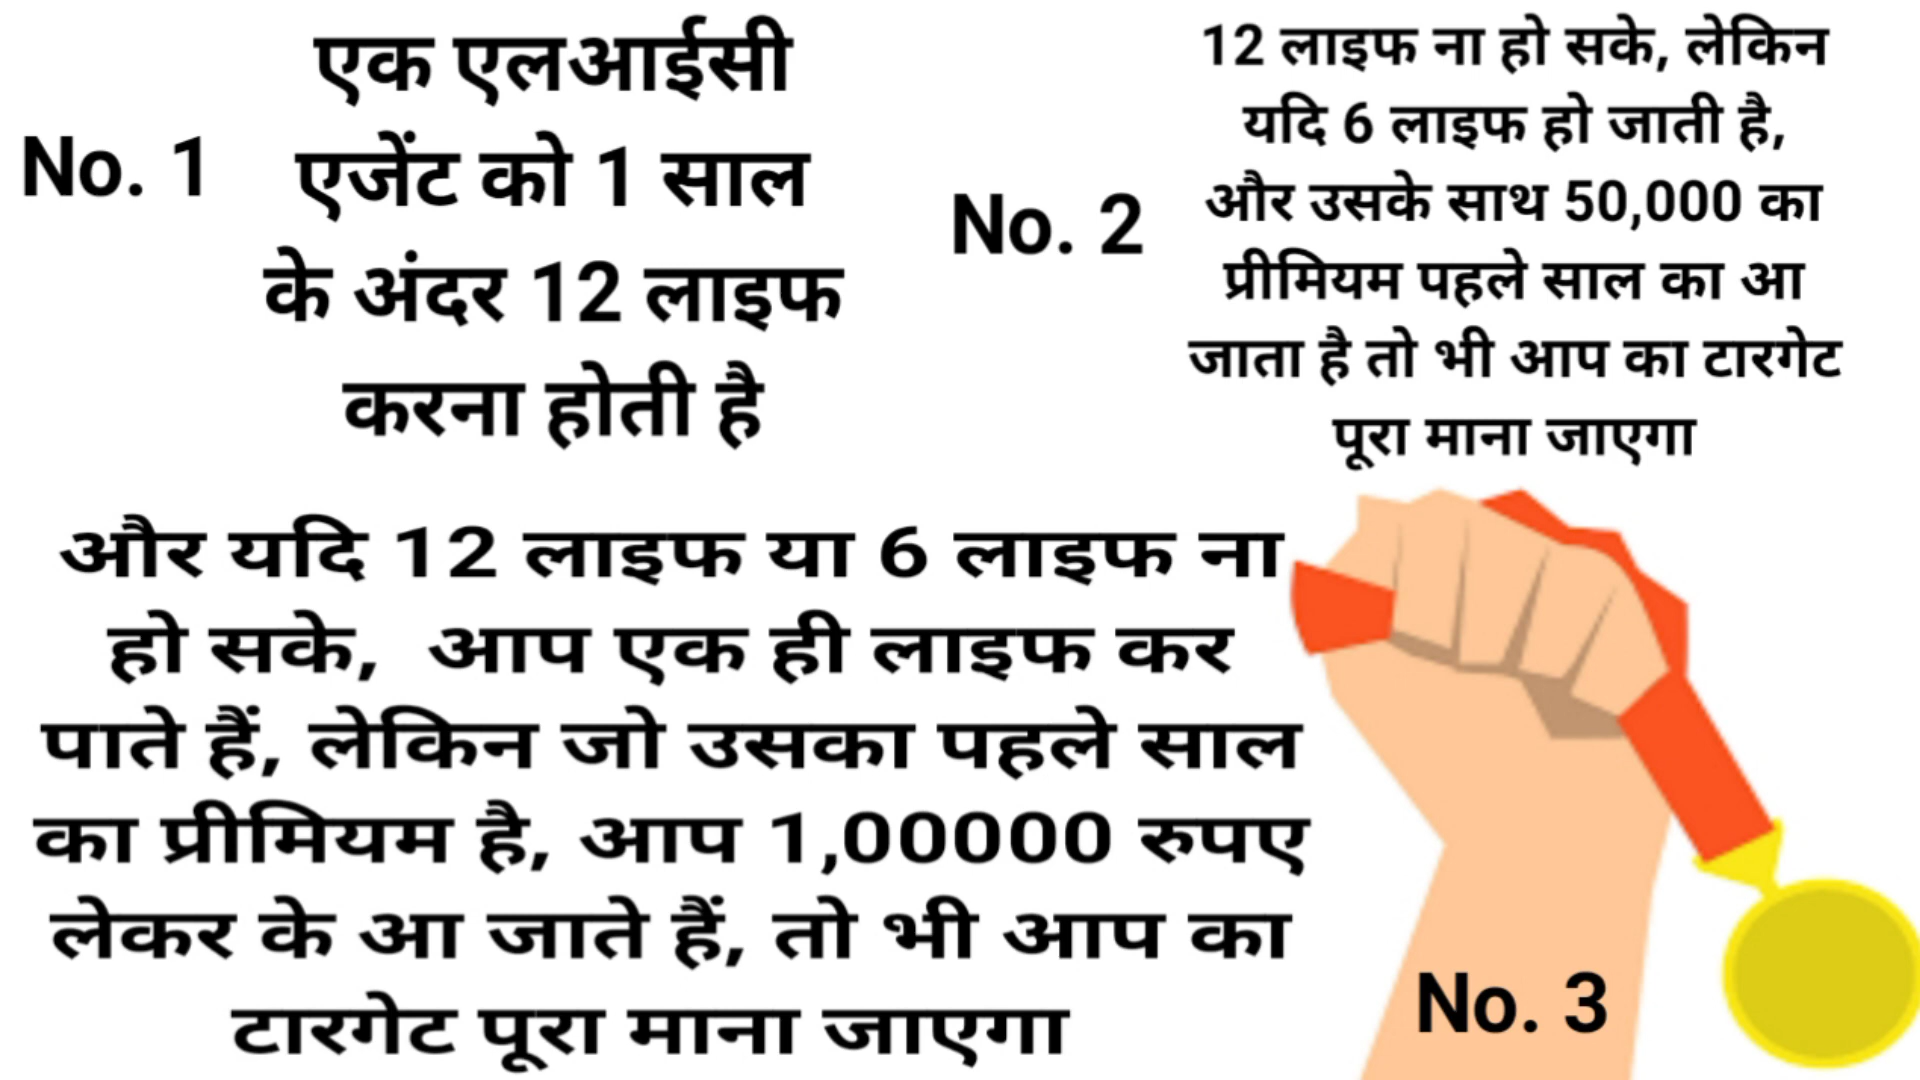 No. 1
एक एलआईसी
एजेंट को 1 साल
के अंदर 12 लाइफ
करना होती है
No. 2
12 लाइफ ना हो सके, लेकिन
यदि 6 लाइफ हो जाती है,
और उसके साथ 50,000 का
प्रीमियम पहले साल का आ
जाता है तो भी आप का टारगेट
पूरा माना जाएगा
और यदि 12 लाइफ या 6 लाइफ ना
हो सके, आप एक ही लाइफ कर
पाते हैं, लेकिन जो उसका पहले साल
का प्रीमियम है, आप 1,00000 रुपए
लेकर के आ जाते हैं, तो भी आप का
टारगेट पूरा माना जाएगा
No. 3